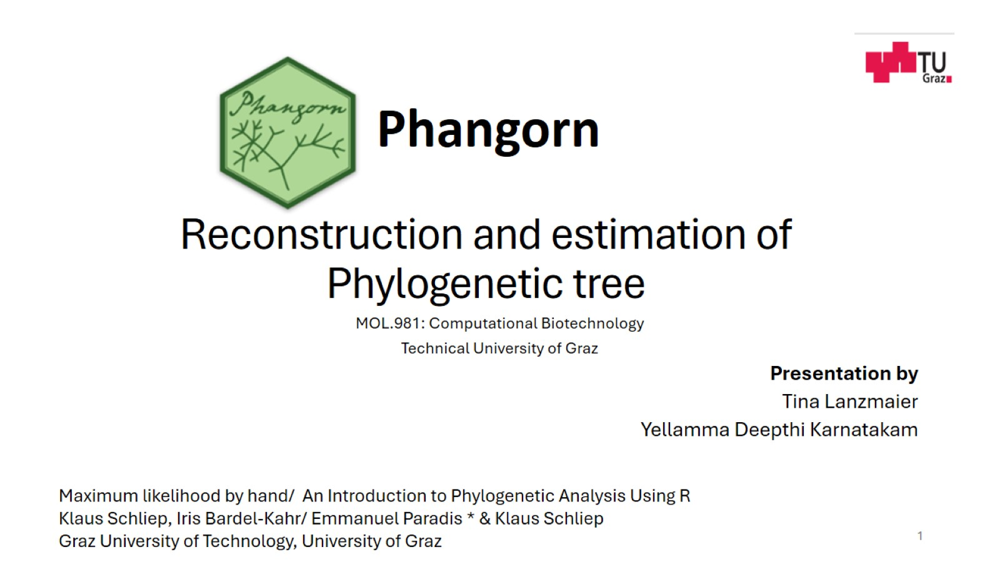 TU
Graz
Phangorn
Phangorn
Reconstruction and estimation of
Phylogenetic tree
MOL.981: Computational Biotechnology
Technical University of Graz
Presentation by
Tina Lanzmaier
Yellamma Deepthi Karnatakam
Maximum likelihood by hand/  An Introduction to Phylogenetic Analysis Using R
Klaus Schliep, Iris Bardel-Kahr/ Emmanuel Paradis * & Klaus Schliep
Graz University of Technology, University of Graz
1